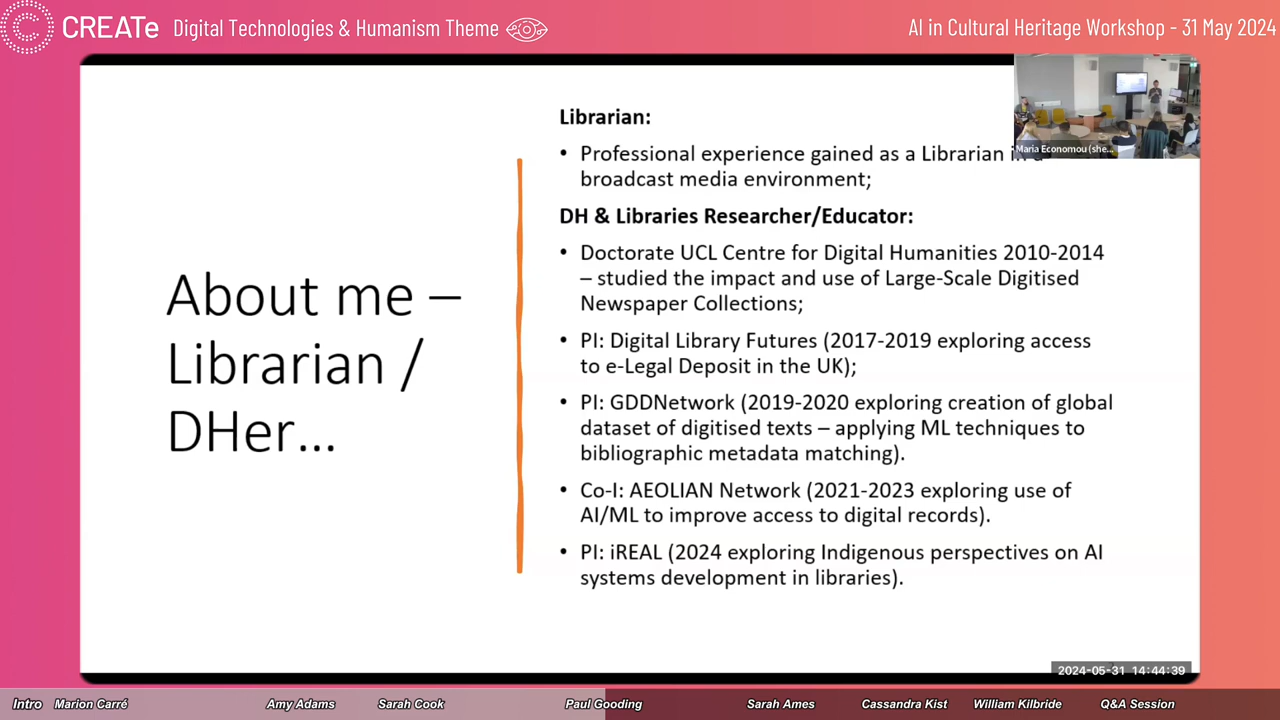 CREATe Digital Technologies & Humanism Theme
AI in Cultural Heritage Workshop - 31 May 2024
Maria Economou (she...
About me –
Librarian /
DHer...
Librarian:
• Professional experience gained as a Librarian in a
broadcast media environment;
DH & Libraries Researcher/Educator:
• Doctorate UCL Centre for Digital Humanities 2010-2014
– studied the impact and use of Large-Scale Digitised
Newspaper Collections;
• PI: Digital Library Futures (2017-2019 exploring access
to e-Legal Deposit in the UK);
• PI: GDDNetwork (2019-2020 exploring creation of global
dataset of digitised texts – applying ML techniques to
bibliographic metadata matching).
• Co-I: AEOLIAN Network (2021-2023 exploring use of
AI/ML to improve access to digital records).
• PI: iREAL (2024 exploring Indigenous perspectives on AI
systems development in libraries).
2024-05-31 14:44:39
Intro Marion Carré Amy Adams Sarah Cook Paul Gooding Sarah Ames Cassandra Kist William Kilbride Q&A Session